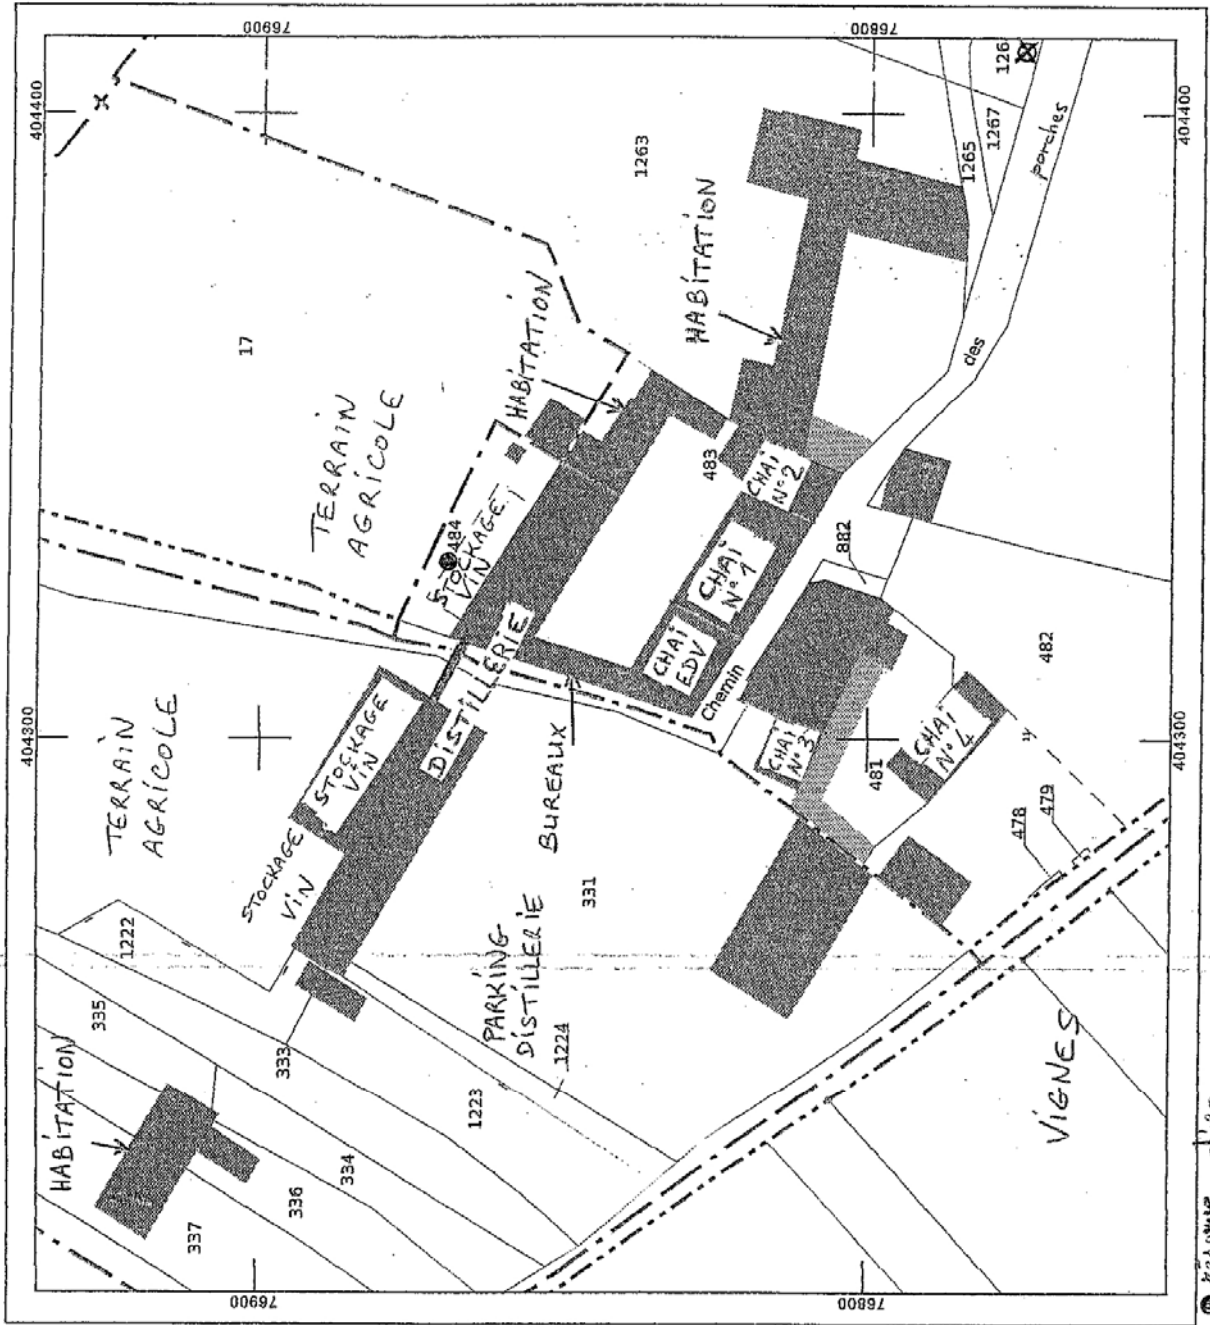 76900
76800
404400
404400
1263
126
1267
1265
porches
des
HABITATION
17
HABITATION
TERRAIN
AGRICOLE
484
STOCKAGE
VIN
483
CHAI
N°2
CHAI
N°1
CHAI
EDV
Chemin
882
DISTILLERIE
404300
404300
TERRAIN
AGRICOLE
STOCKAGE
VIN
STOCKAGE
VIN
BUREAUX
CHAI
N°3
CHAI
N°4
481
482
478
479
331
1222
335
PARKING
DISTILLERIE
1224
1223
333
HABITATION
334
336
337
VIGNES
76900
76800